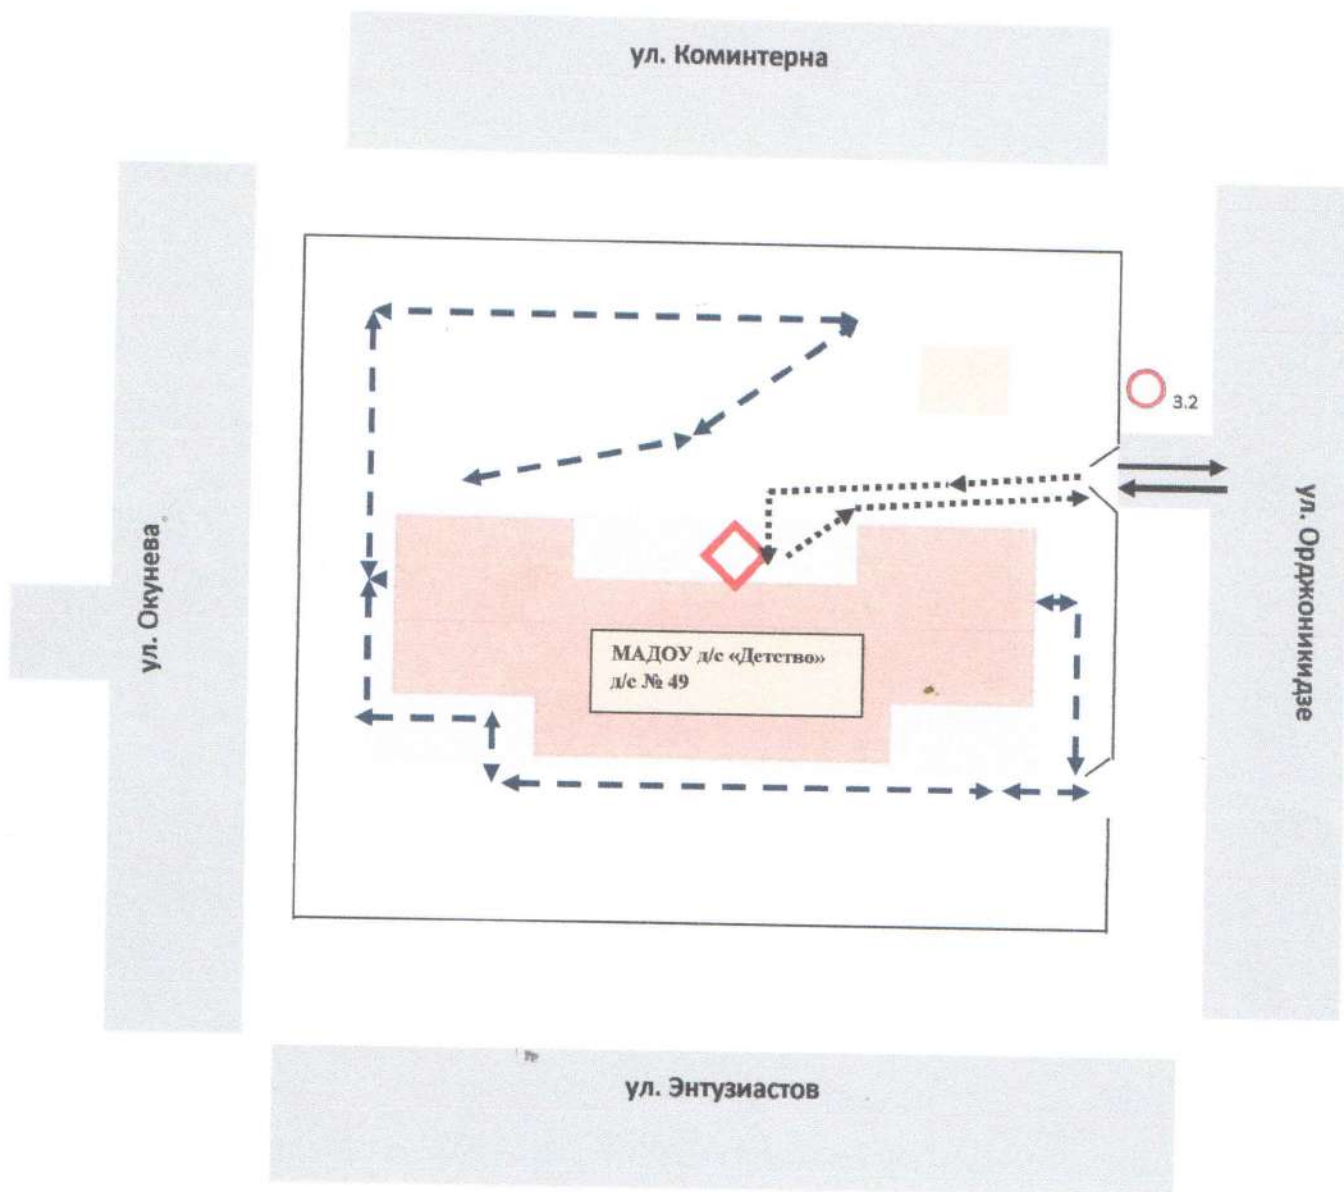 ул. Коминтерна
3.2
ул. Окунева
ул. Орджоникидзе
МАДОУ д/с «Детство»
д/с № 49
ул. Энтузиастов